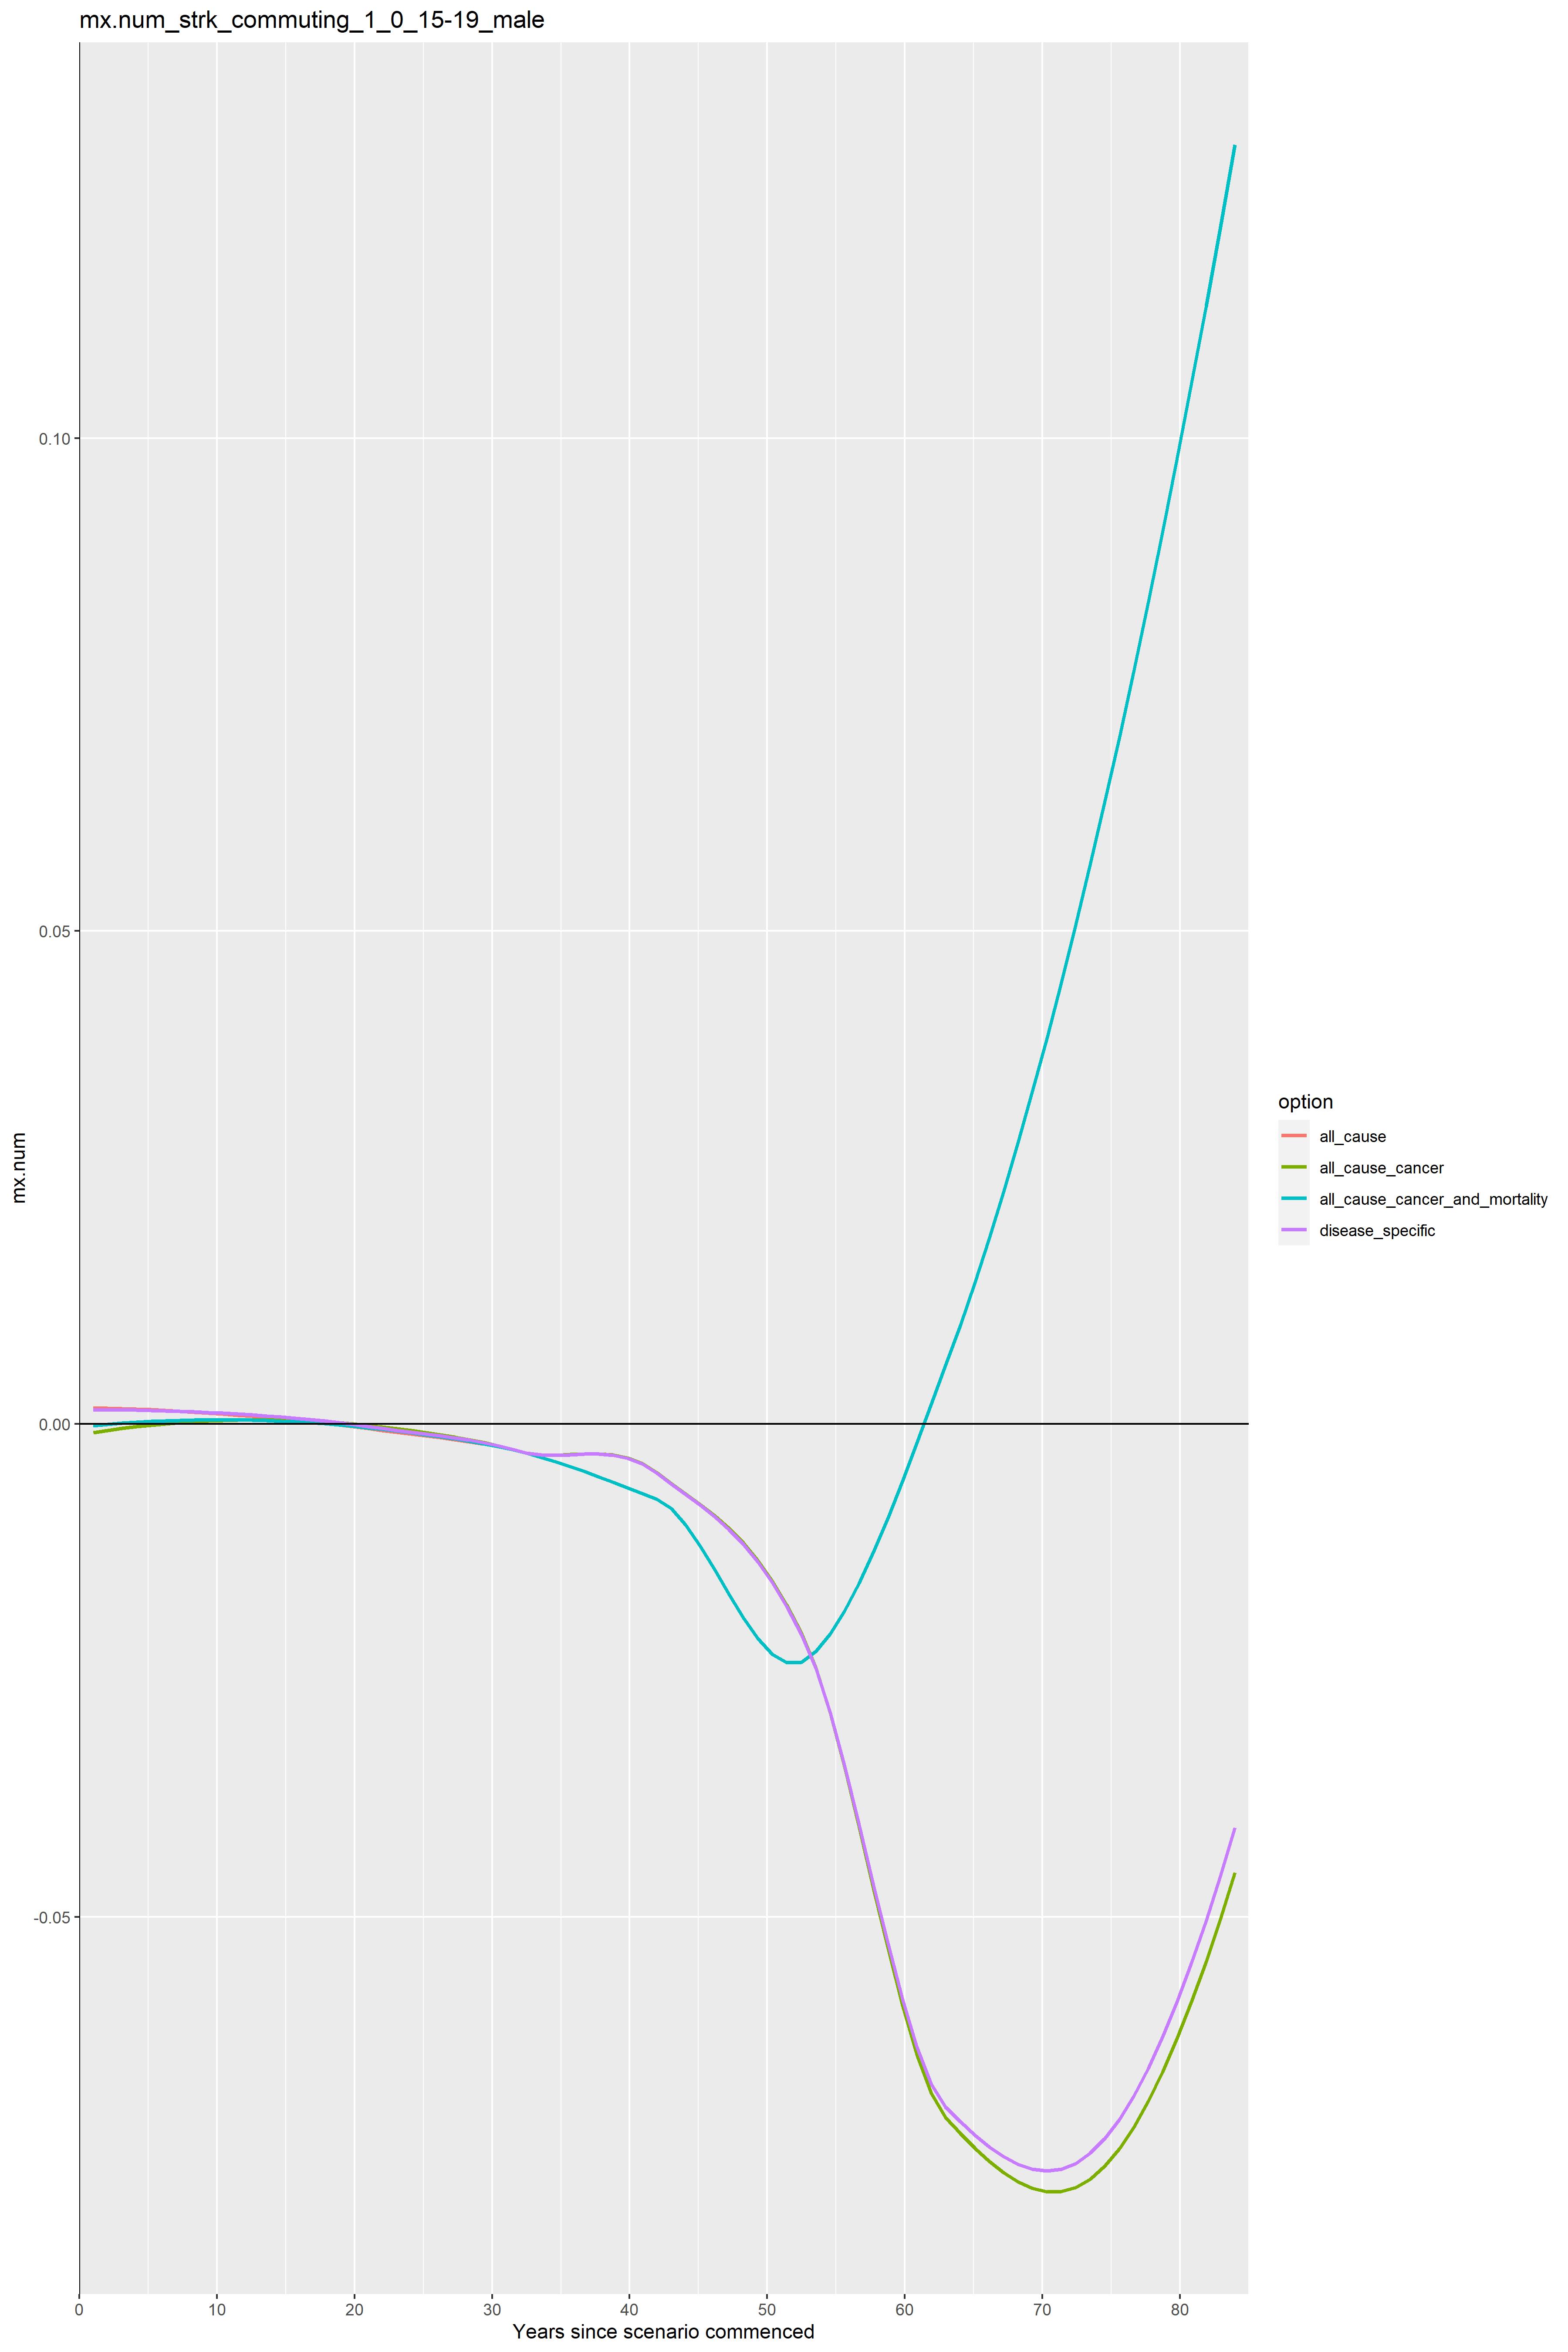 mx.num_strk_commuting_1_0_15-19_male
mx.num
0.10
0.05
0.00
-0.05
0
10
20
30
40
50
60
70
80
Years since scenario commenced
option
all_cause
all_cause_cancer
all_cause_cancer_and_mortality
disease_specific